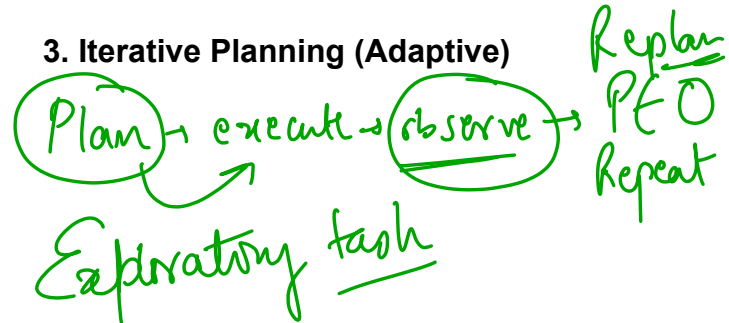 3. Iterative Planning (Adaptive)
Replan
Plan → execute → observe → PEO
Repeat
Exploratory task